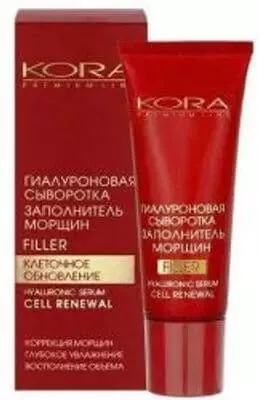 KORA
PREMIUM LINE
ГИАЛУРОНОВАЯ
СЫВОРОТКА
ЗАПОЛНИТЕЛЬ
МОРЩИН
FILLER
КЛЕТОЧНОЕ
ОБНОВЛЕНИЕ
HYALURONIC SERUM
CELL RENEWAL
КОРРЕКЦИЯ МОРЩИН
ГЛУБОКОЕ УВЛАЖНЕНИЕ
ВОСПОЛНЕНИЕ ОБЪЕМА
KORA
PREMIUM LINE
ГИАЛУРОНОВАЯ
СЫВОРОТКА
ЗАПОЛНИТЕЛЬ
МОРЩИН
FILLER
HYALURONIC SERUM
CELL RENEWAL